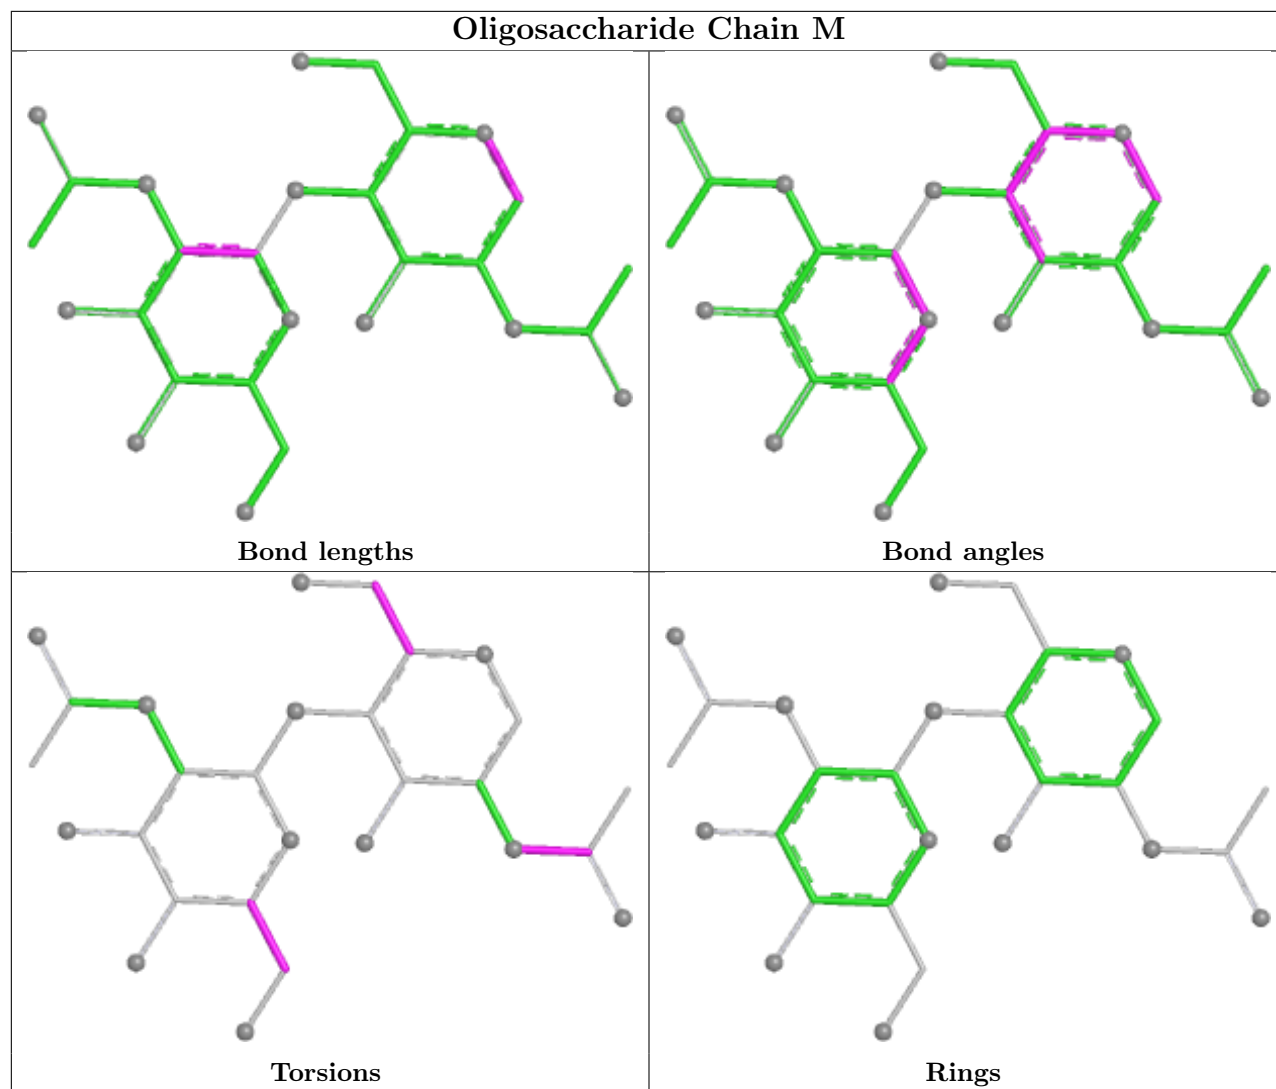 Oligosaccharide Chain M
Bond lengths
Bond angles
Torsions
Rings